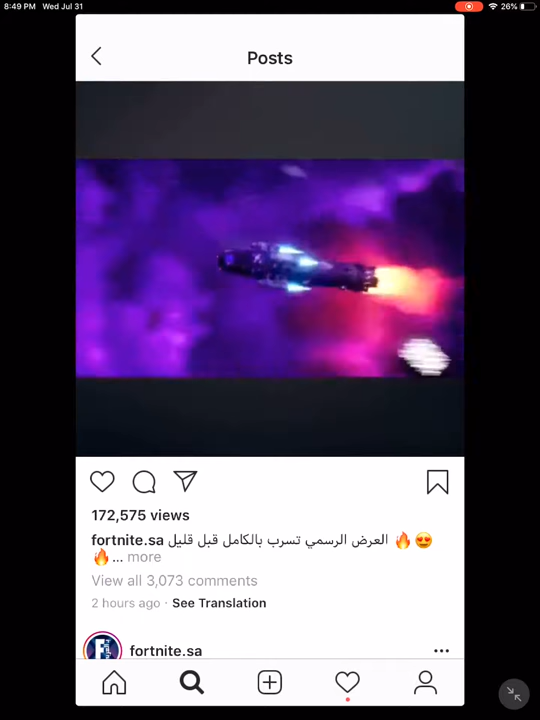 8:49 PM Wed Jul 31 26%
Posts
172,575 views
fortnite.sa العرض الرسمي تسرب بالكامل قبل قليل 🔥😍
🔥... more
View all 3,073 comments
2 hours ago · See Translation
fortnite.sa